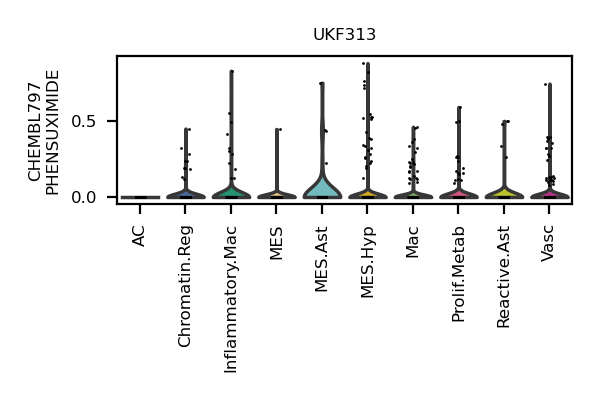 UKF313
CHEMBL797
PHENSUXIMIDE
0.5
0.0
AC
Chromatin.Reg
Inflammatory.Mac
MES
MES.Ast
MES.Hyp
Mac
Prolif.Metab
Reactive.Ast
Vasc